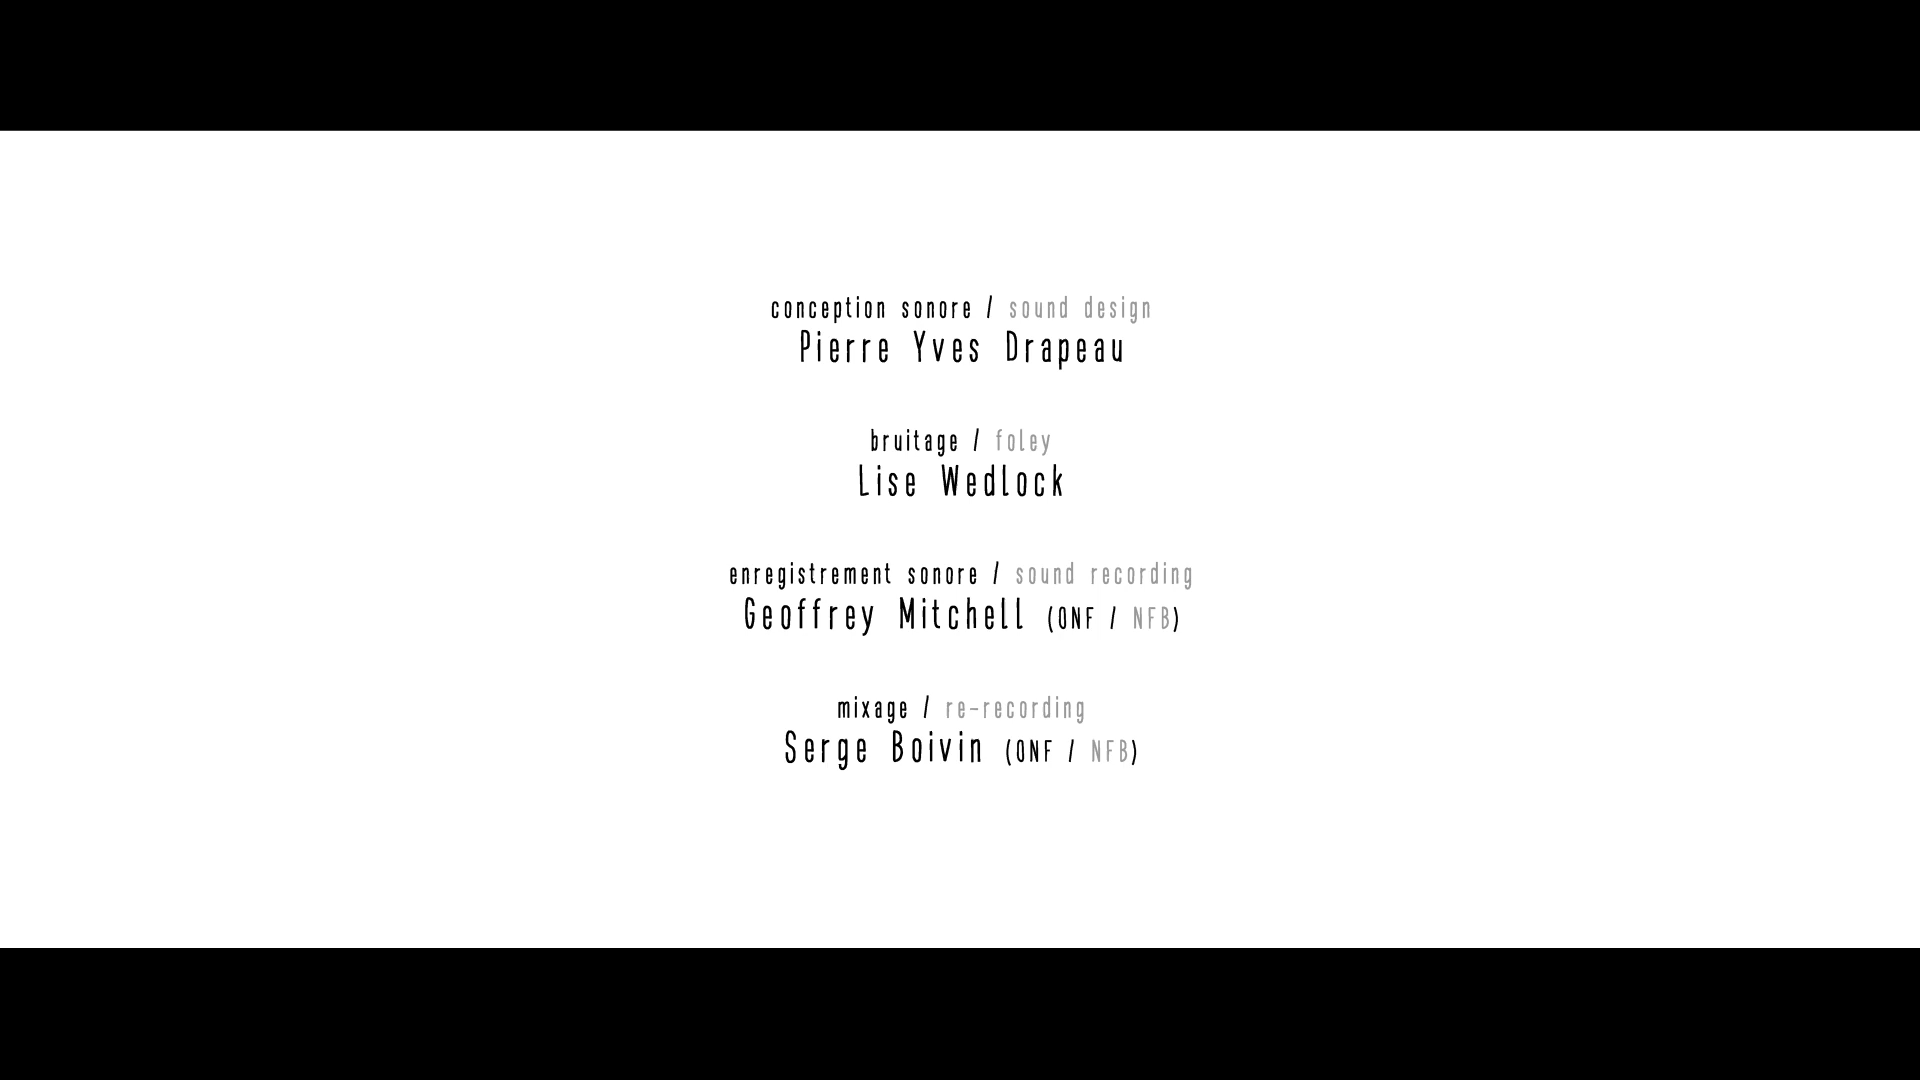 conception sonore / sound design
Pierre Yves Drapeau
bruitage / foley
Lise Wedlock
enregistrement sonore / sound recording
Geoffrey Mitchell (ONF / NFB)
mixage / re-recording
Serge Boivin (ONF / NFB)